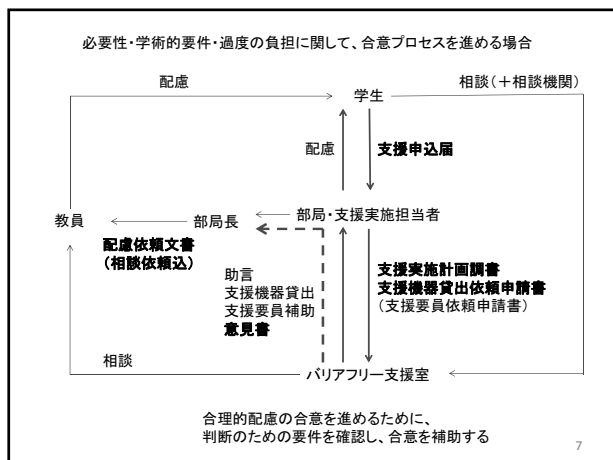 必要性・学術的要件・過度の負担に関して、合意プロセスを進める場合
配慮
学生
相談(+相談機関)
配慮
支援申込届
教員
部局長
部局・支援実施担当者
配慮依頼文書
(相談依頼込)
助言
支援機器貸出
支援要員補助
意見書
支援実施計画調書
支援機器貸出依頼申請書
(支援要員依頼申請書)
相談
バリアフリー支援室
合理的配慮の合意を進めるために、
判断のための要件を確認し、合意を補助する
7